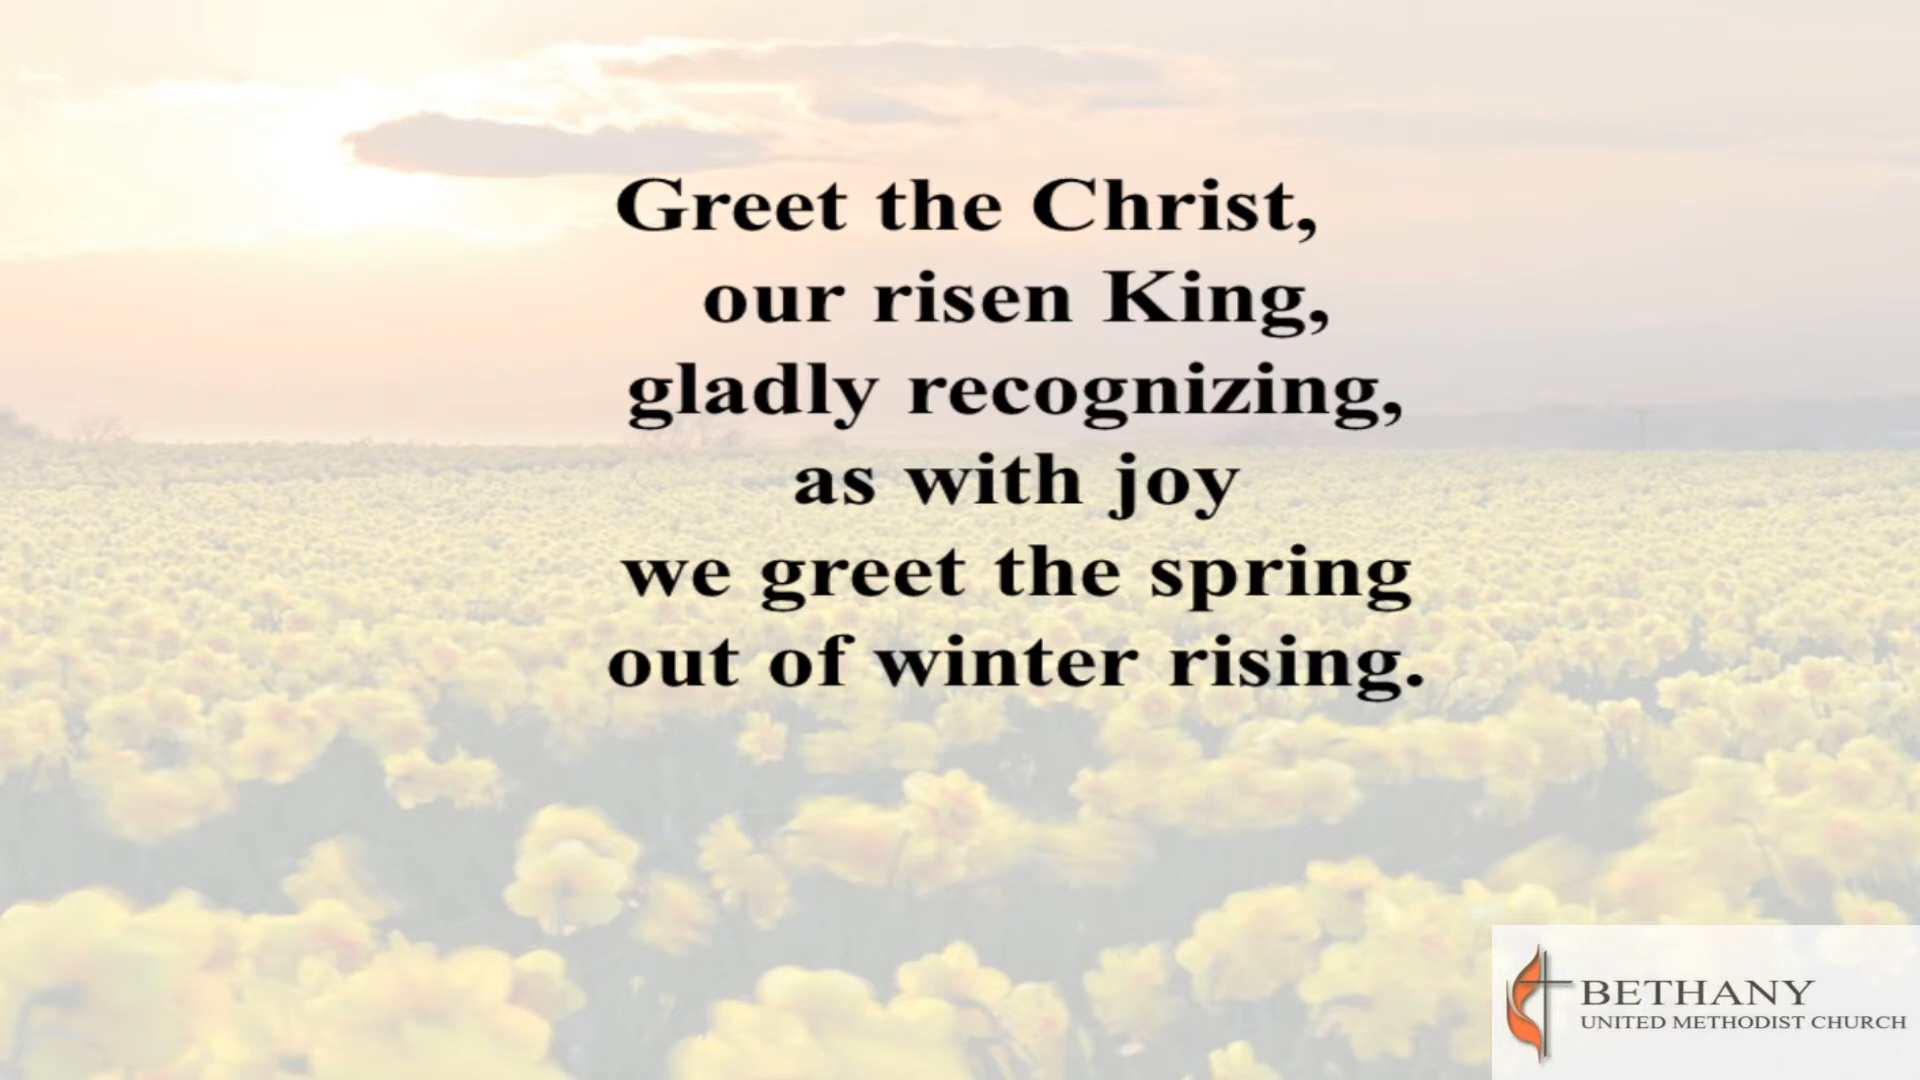 Greet the Christ,
our risen King,
gladly recognizing,
as with joy
we greet the spring
out of winter rising.
BETHANY
UNITED METHODIST CHURCH